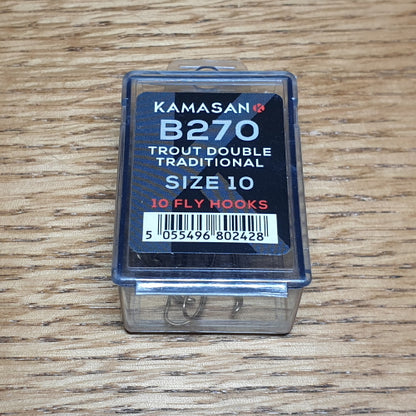 KAMASAN K
B270
TROUT DOUBLE
TRADITIONAL
SIZE 10
10 FLY HOOKS
5 055496 802428